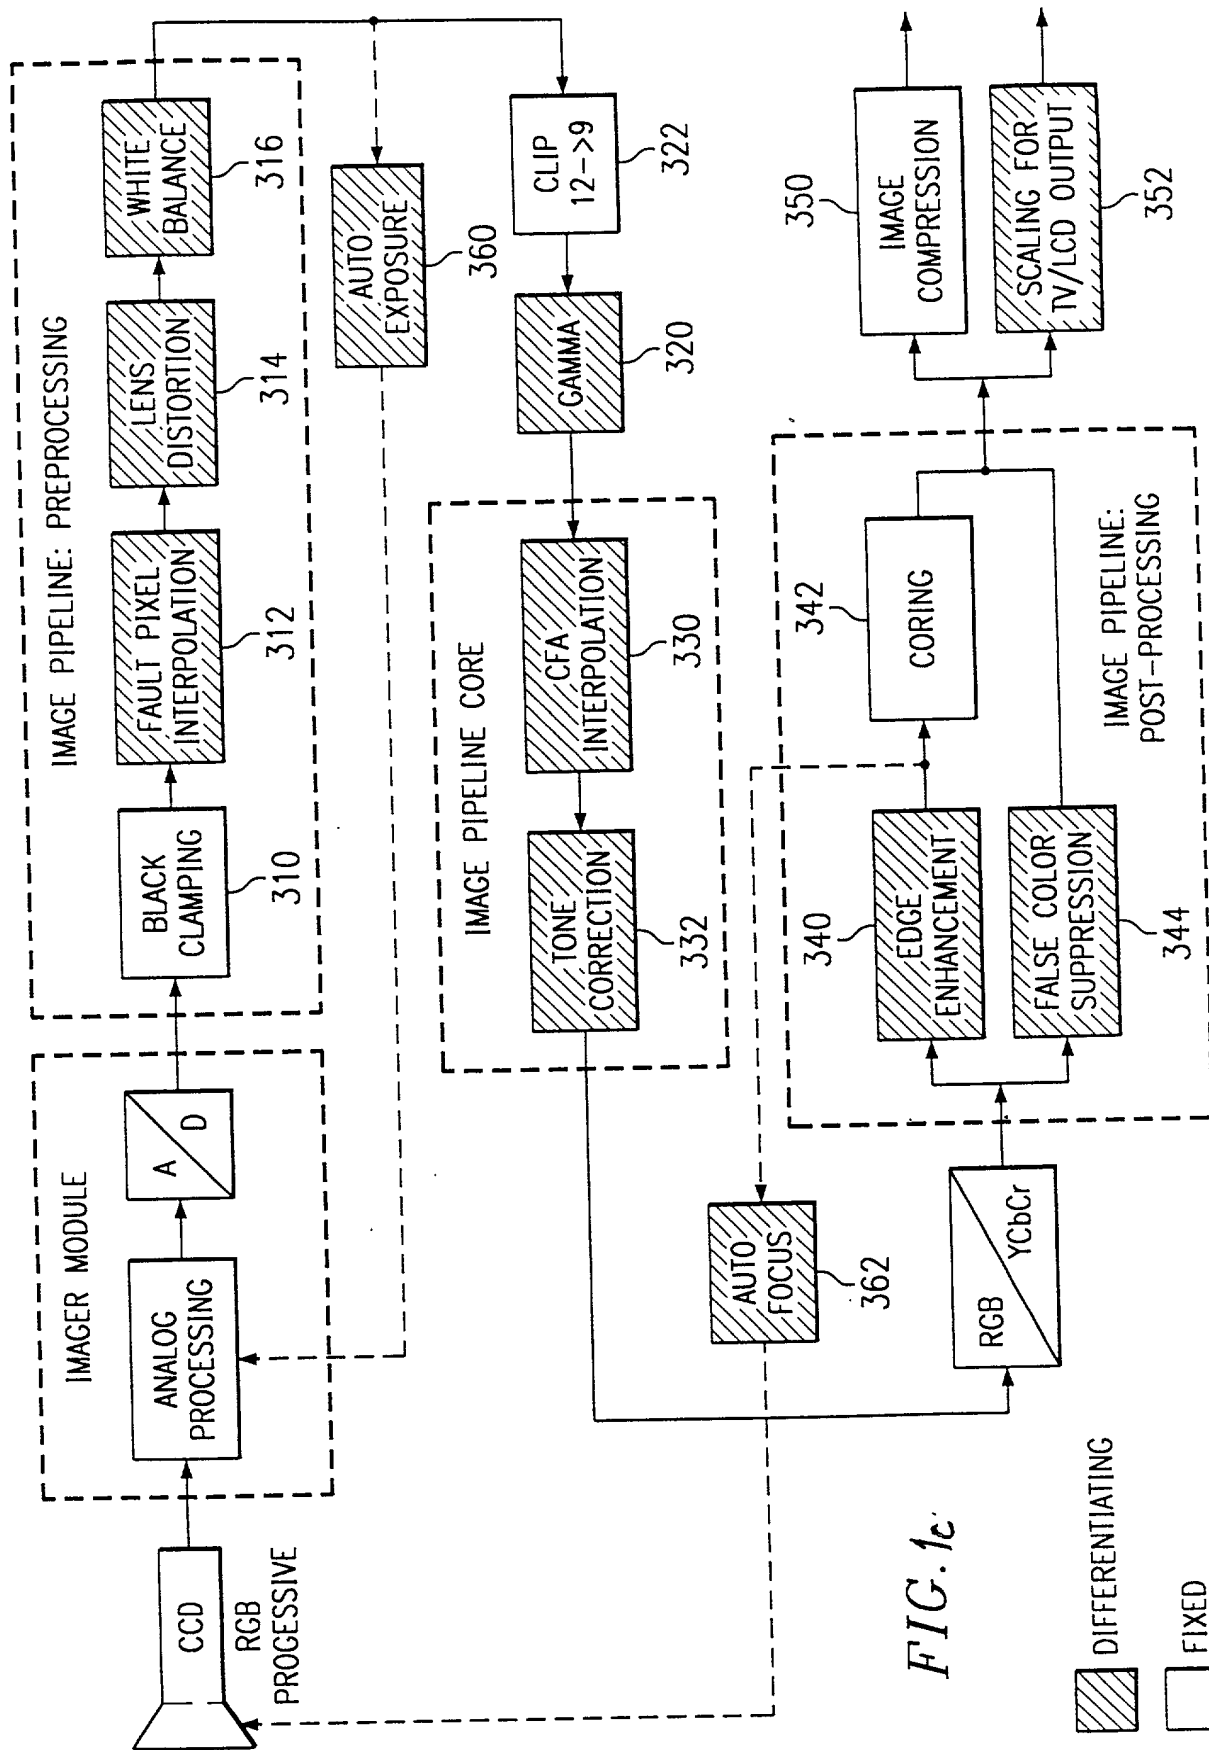 IMAGER MODULE
IMAGE PIPELINE: PREPROCESSING
CCD
RGB
PROGESSIVE
ANALOG
PROCESSING
A
D
BLACK
CLAMPING
310
FAULT PIXEL
INTERPOLATION
312
LENS
DISTORTION
314
WHITE
BALANCE
316
AUTO
EXPOSURE
360
CLIP
12->9
322
GAMMA
320
IMAGE PIPELINE CORE
CFA
INTERPOLATION
330
TONE
CORRECTION
332
AUTO
FOCUS
362
RGB
YCbCr
340
EDGE
ENHANCEMENT
FALSE COLOR
SUPPRESSION
344
342
CORING
IMAGE PIPELINE:
POST-PROCESSING
350
IMAGE
COMPRESSION
SCALING FOR
TV/LCD OUTPUT
352
FIG. 1c
DIFFERENTIATING
FIXED